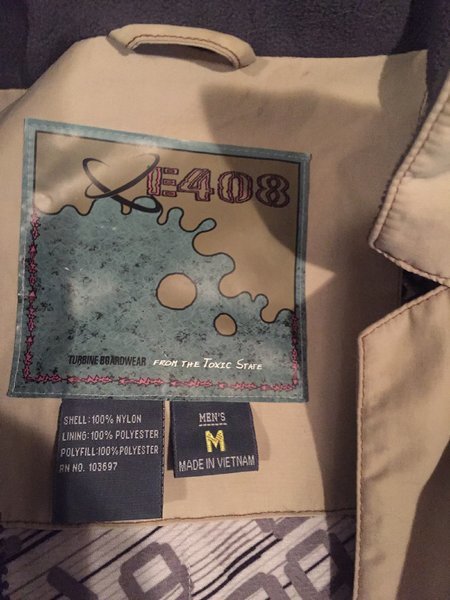 E408
TURBINE BOARDWEAR FROM THE TOXIC STATE
SHELL: 100% NYLON
LINING: 100% POLYESTER
POLYFILL: 100% POLYESTER
RN NO. 103697
MEN'S
M
MADE IN VIETNAM